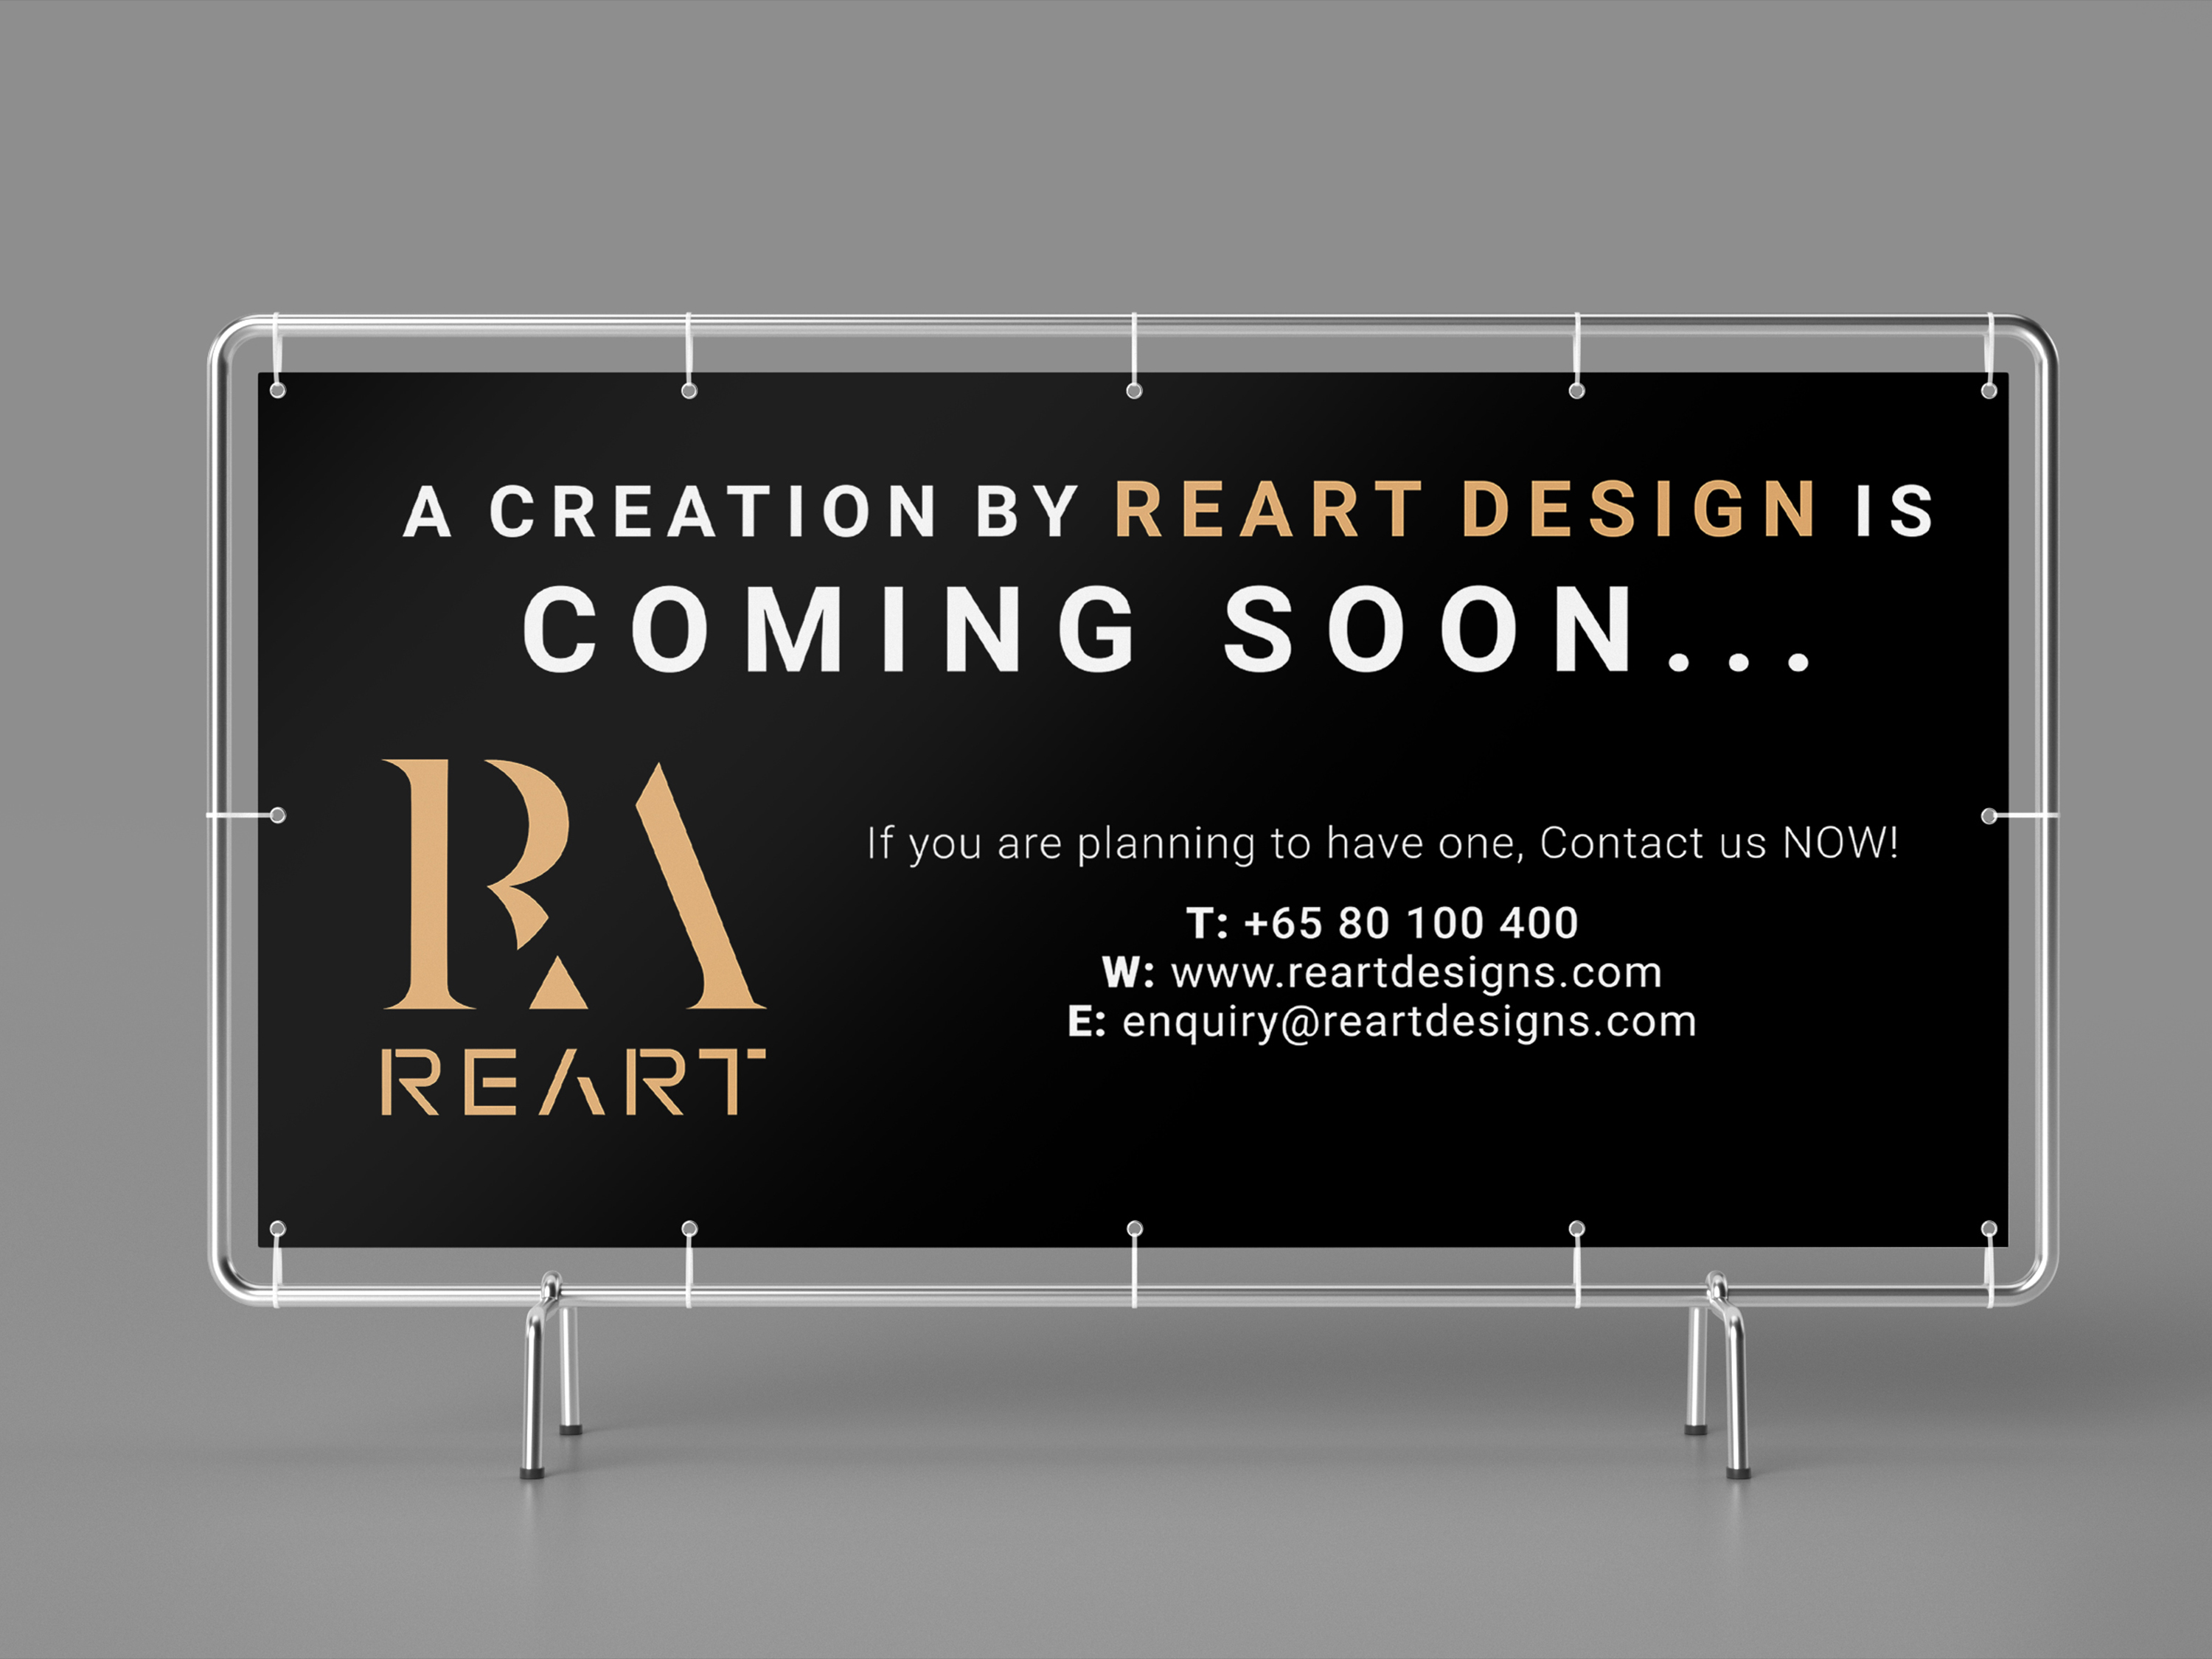 A CREATION BY REART DESIGN IS
COMING SOON...
RA
REART
If you are planning to have one, Contact us NOW!
T: +65 80 100 400
W: www.reartdesigns.com
E: enquiry@reartdesigns.com